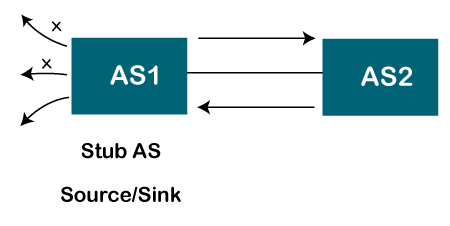 x
x
AS1
AS2
Stub AS
Source/Sink